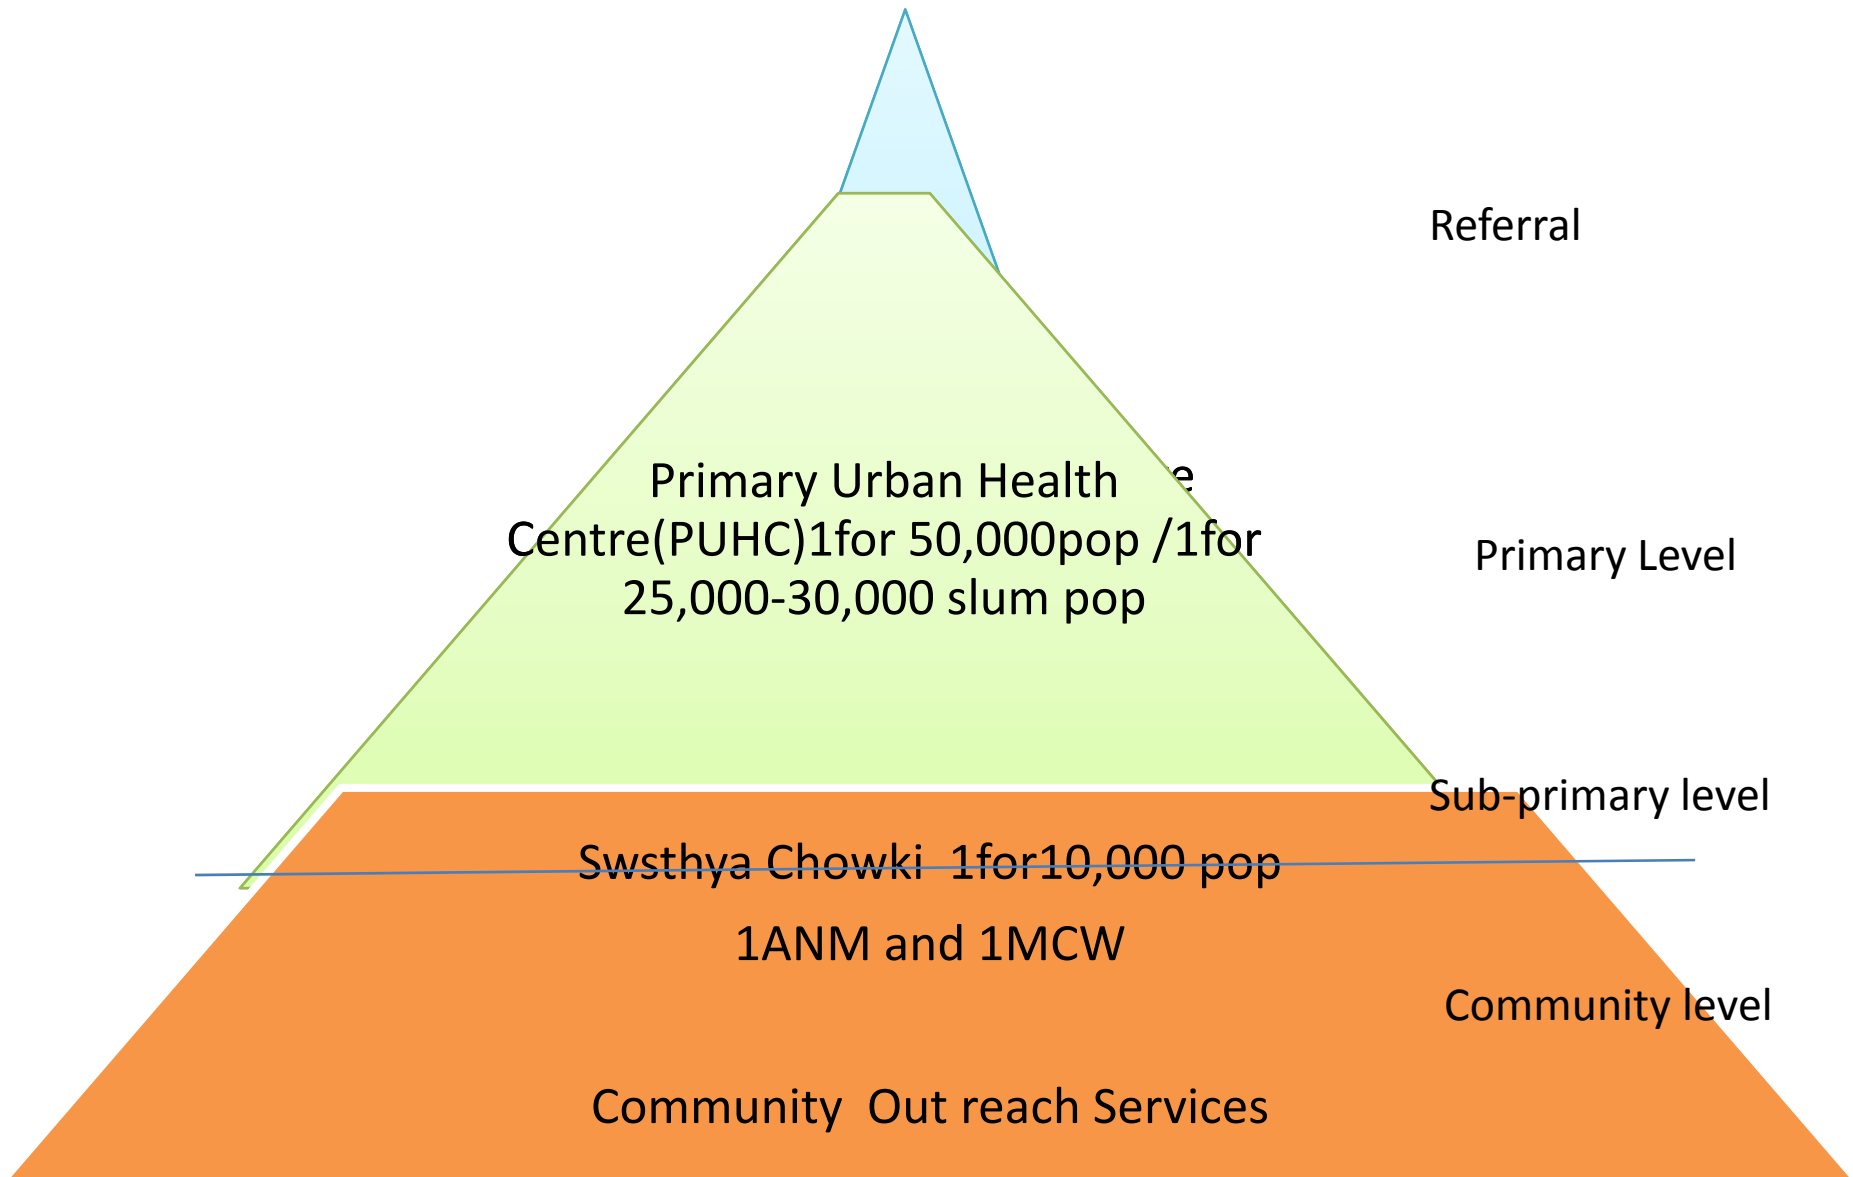 Referral
Primary Urban Health
Centre(PUHC)1for 50,000pop /1for
25,000-30,000 slum pop
Primary Level
Sub-primary level
Swsthya Chowki  1for10,000 pop
1ANM and 1MCW
Community level
Community  Out reach Services